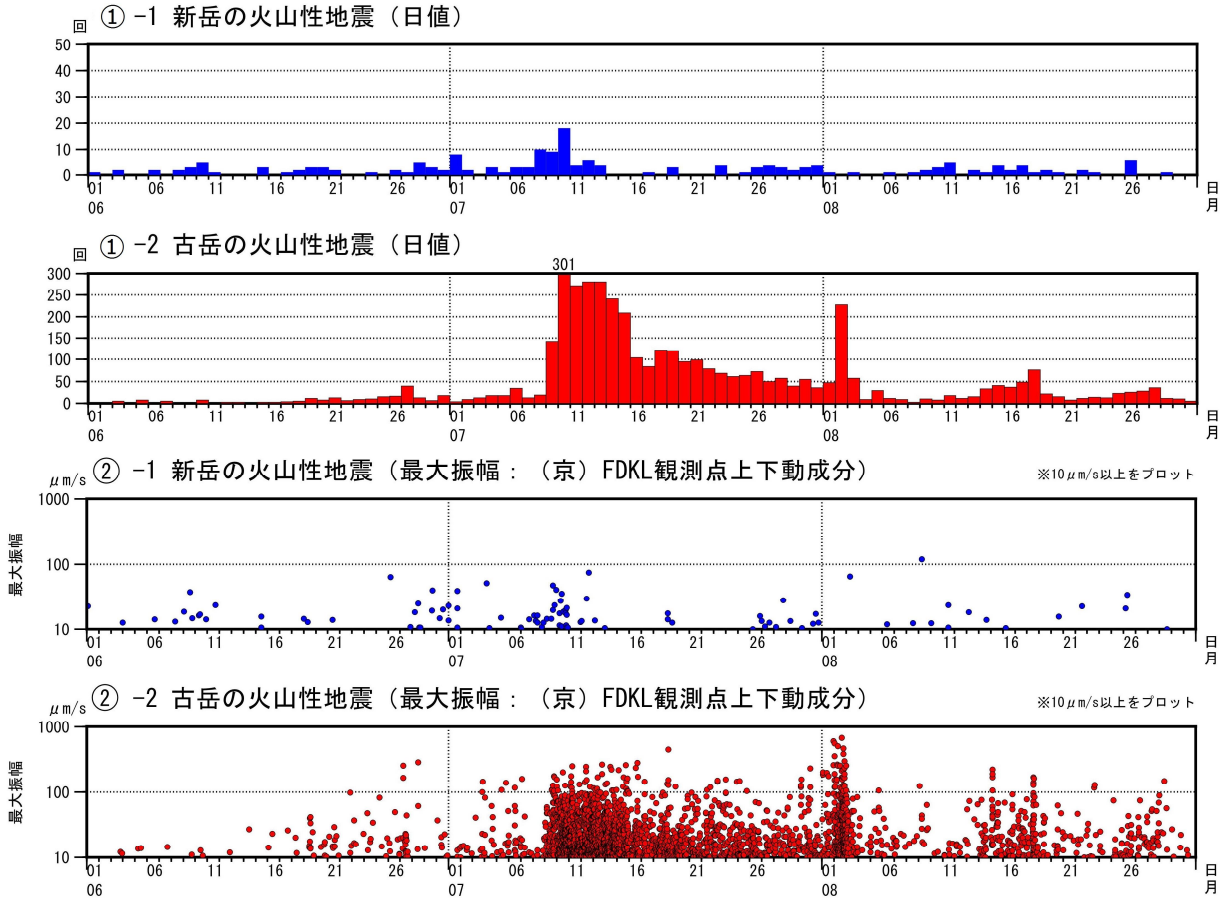 ① -1 新岳の火山性地震（日値）
回
50
40
30
20
10
0
01 06 11 16 21 26 01 06 11 16 21 26 01 06 11 16 21 26 日
06 07 08 月
① -2 古岳の火山性地震（日値）
回
301
300
250
200
150
100
50
0
01 06 11 16 21 26 01 06 11 16 21 26 01 06 11 16 21 26 日
06 07 08 月
② -1 新岳の火山性地震（最大振幅：（京）FDKL観測点上下動成分）
μm/s
※10μm/s以上をプロット
1000
100
10
最大振幅
01 06 11 16 21 26 01 06 11 16 21 26 01 06 11 16 21 26 日
06 07 08 月
② -2 古岳の火山性地震（最大振幅：（京）FDKL観測点上下動成分）
μm/s
※10μm/s以上をプロット
1000
100
10
最大振幅
01 06 11 16 21 26 01 06 11 16 21 26 01 06 11 16 21 26 日
06 07 08 月